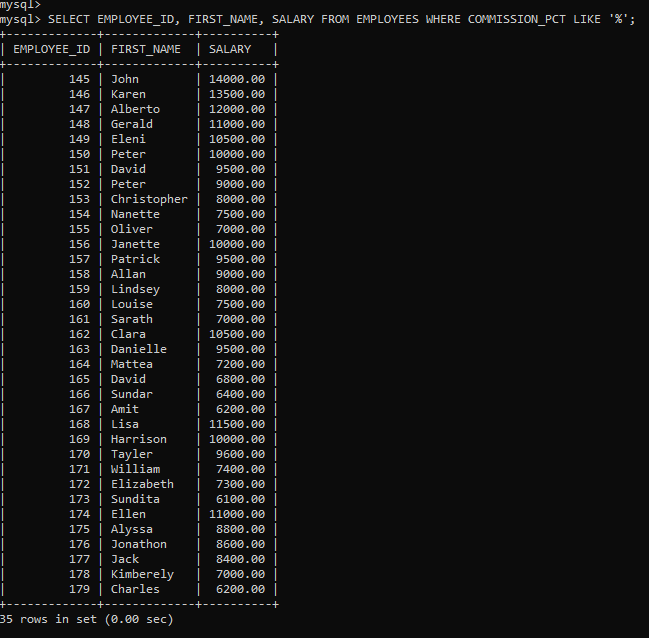 mysql>
mysql> SELECT EMPLOYEE_ID, FIRST_NAME, SALARY FROM EMPLOYEES WHERE COMMISSION_PCT LIKE '%';
+-------------+-------------+----------+
| EMPLOYEE_ID | FIRST_NAME  | SALARY   |
+-------------+-------------+----------+
|         145 | John        | 14000.00 |
|         146 | Karen       | 13500.00 |
|         147 | Alberto     | 12000.00 |
|         148 | Gerald      | 11000.00 |
|         149 | Eleni       | 10500.00 |
|         150 | Peter       | 10000.00 |
|         151 | David       |  9500.00 |
|         152 | Peter       |  9000.00 |
|         153 | Christopher |  8000.00 |
|         154 | Nanette     |  7500.00 |
|         155 | Oliver      |  7000.00 |
|         156 | Janette     | 10000.00 |
|         157 | Patrick     |  9500.00 |
|         158 | Allan       |  9000.00 |
|         159 | Lindsey     |  8000.00 |
|         160 | Louise      |  7500.00 |
|         161 | Sarath      |  7000.00 |
|         162 | Clara       | 10500.00 |
|         163 | Danielle    |  9500.00 |
|         164 | Mattea      |  7200.00 |
|         165 | David       |  6800.00 |
|         166 | Sundar      |  6400.00 |
|         167 | Amit        |  6200.00 |
|         168 | Lisa        | 11500.00 |
|         169 | Harrison    | 10000.00 |
|         170 | Tayler      |  9600.00 |
|         171 | William     |  7400.00 |
|         172 | Elizabeth   |  7300.00 |
|         173 | Sundita     |  6100.00 |
|         174 | Ellen       | 11000.00 |
|         175 | Alyssa      |  8800.00 |
|         176 | Jonathon    |  8600.00 |
|         177 | Jack        |  8400.00 |
|         178 | Kimberely   |  7000.00 |
|         179 | Charles     |  6200.00 |
+-------------+-------------+----------+
35 rows in set (0.00 sec)